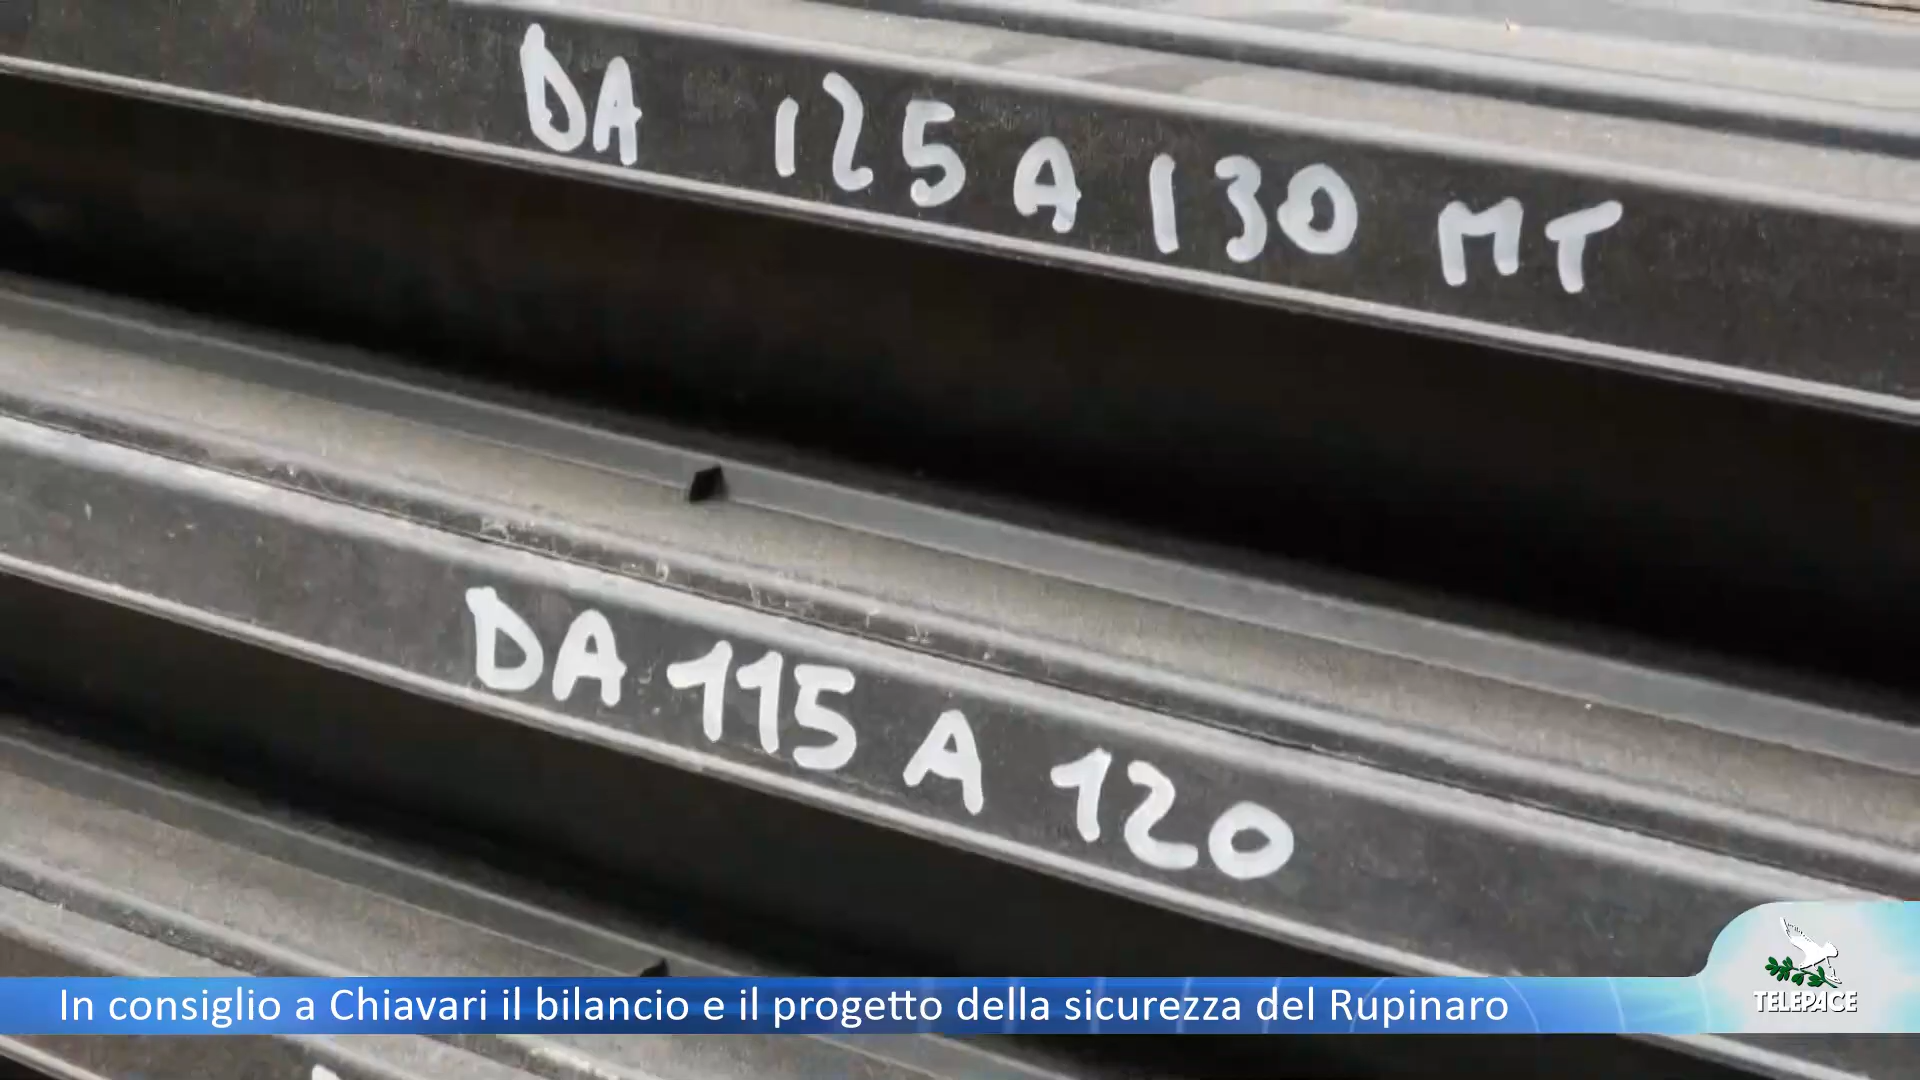 DA 125 A 130 MT
DA 115 A 120
In consiglio a Chiavari il bilancio e il progetto della sicurezza del Rupinaro
TELEPACE